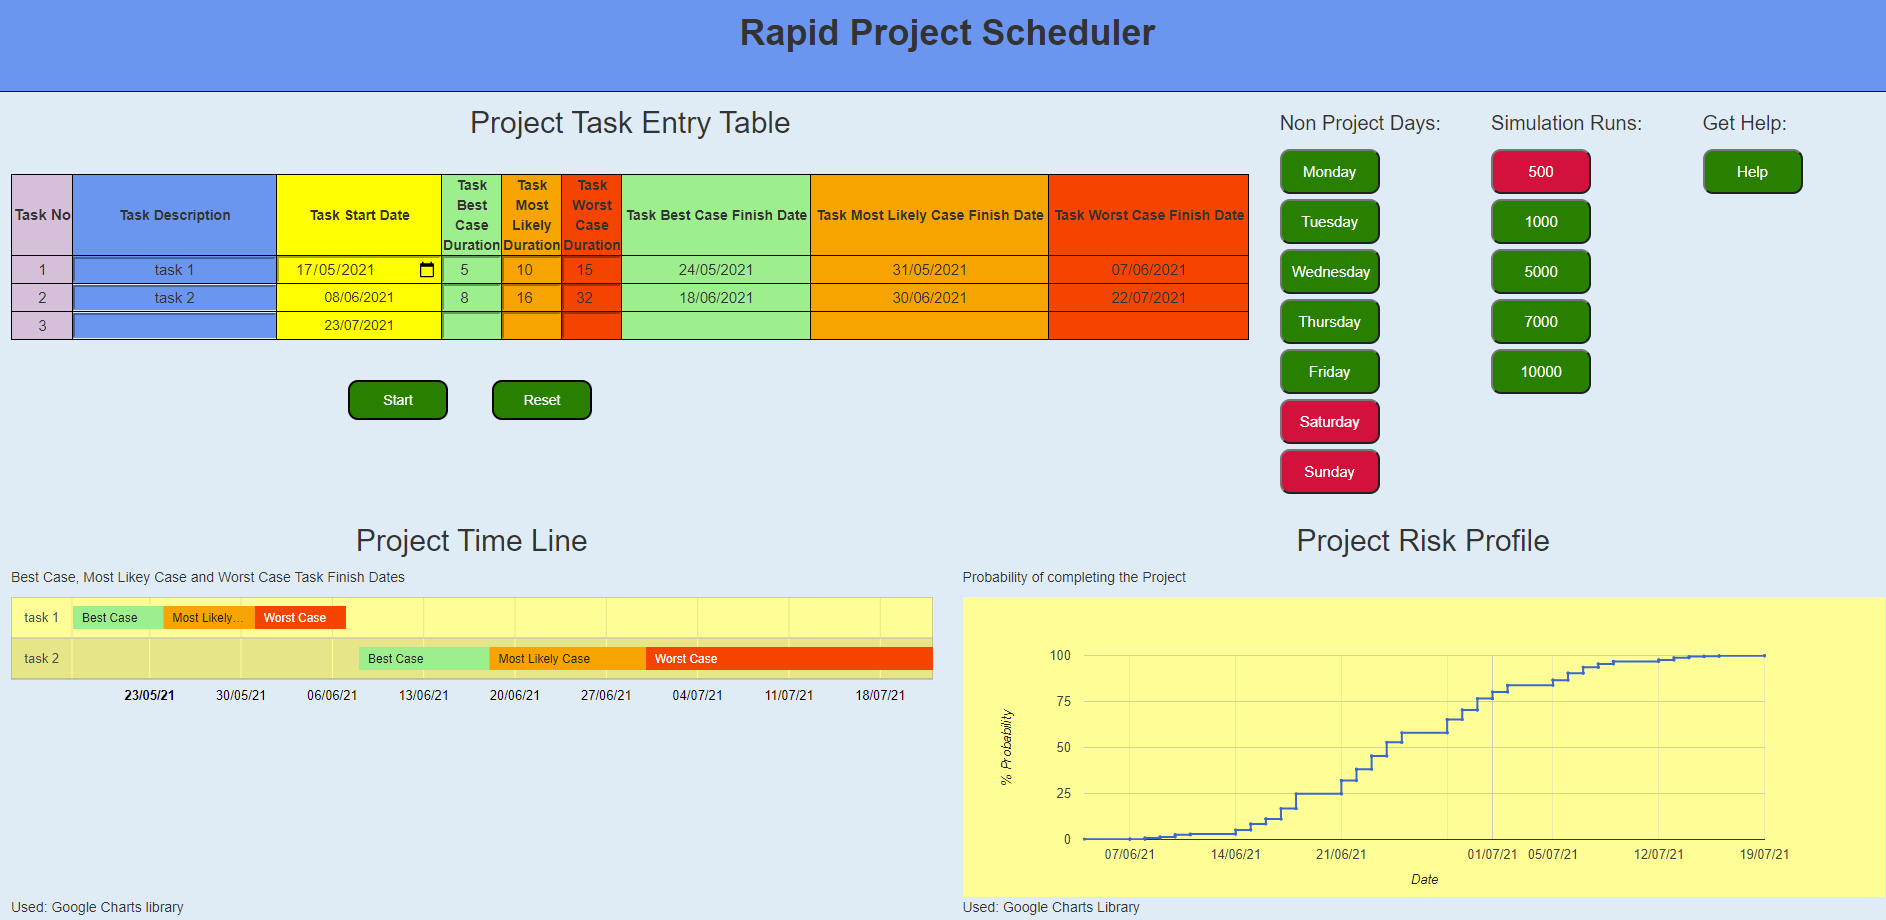 Rapid Project Scheduler
Project Task Entry Table
Non Project Days:
Simulation Runs:
Get Help:
Task No
Task Description
Task Start Date
Task
Best
Case
Duration
Task
Most
Likely
Duration
Task
Worst
Case
Duration
Task Best Case Finish Date
Task Most Likely Case Finish Date
Task Worst Case Finish Date
1 task 1 17/05/2021 5 10 15 24/05/2021 31/05/2021 07/06/2021
2 task 2 08/06/2021 8 16 32 18/06/2021 30/06/2021 22/07/2021
3 23/07/2021
Start
Reset
Monday
Tuesday
Wednesday
Thursday
Friday
Saturday
Sunday
500
1000
5000
7000
10000
Help
Project Time Line
Best Case, Most Likey Case and Worst Case Task Finish Dates
task 1 Best Case Most Likely... Worst Case
task 2 Best Case Most Likely Case Worst Case
23/05/21 30/05/21 06/06/21 13/06/21 20/06/21 27/06/21 04/07/21 11/07/21 18/07/21
Used: Google Charts library
Project Risk Profile
Probability of completing the Project
% Probability
100
75
50
25
0
07/06/21 14/06/21 21/06/21 01/07/21 05/07/21 12/07/21 19/07/21
Date
Used: Google Charts Library